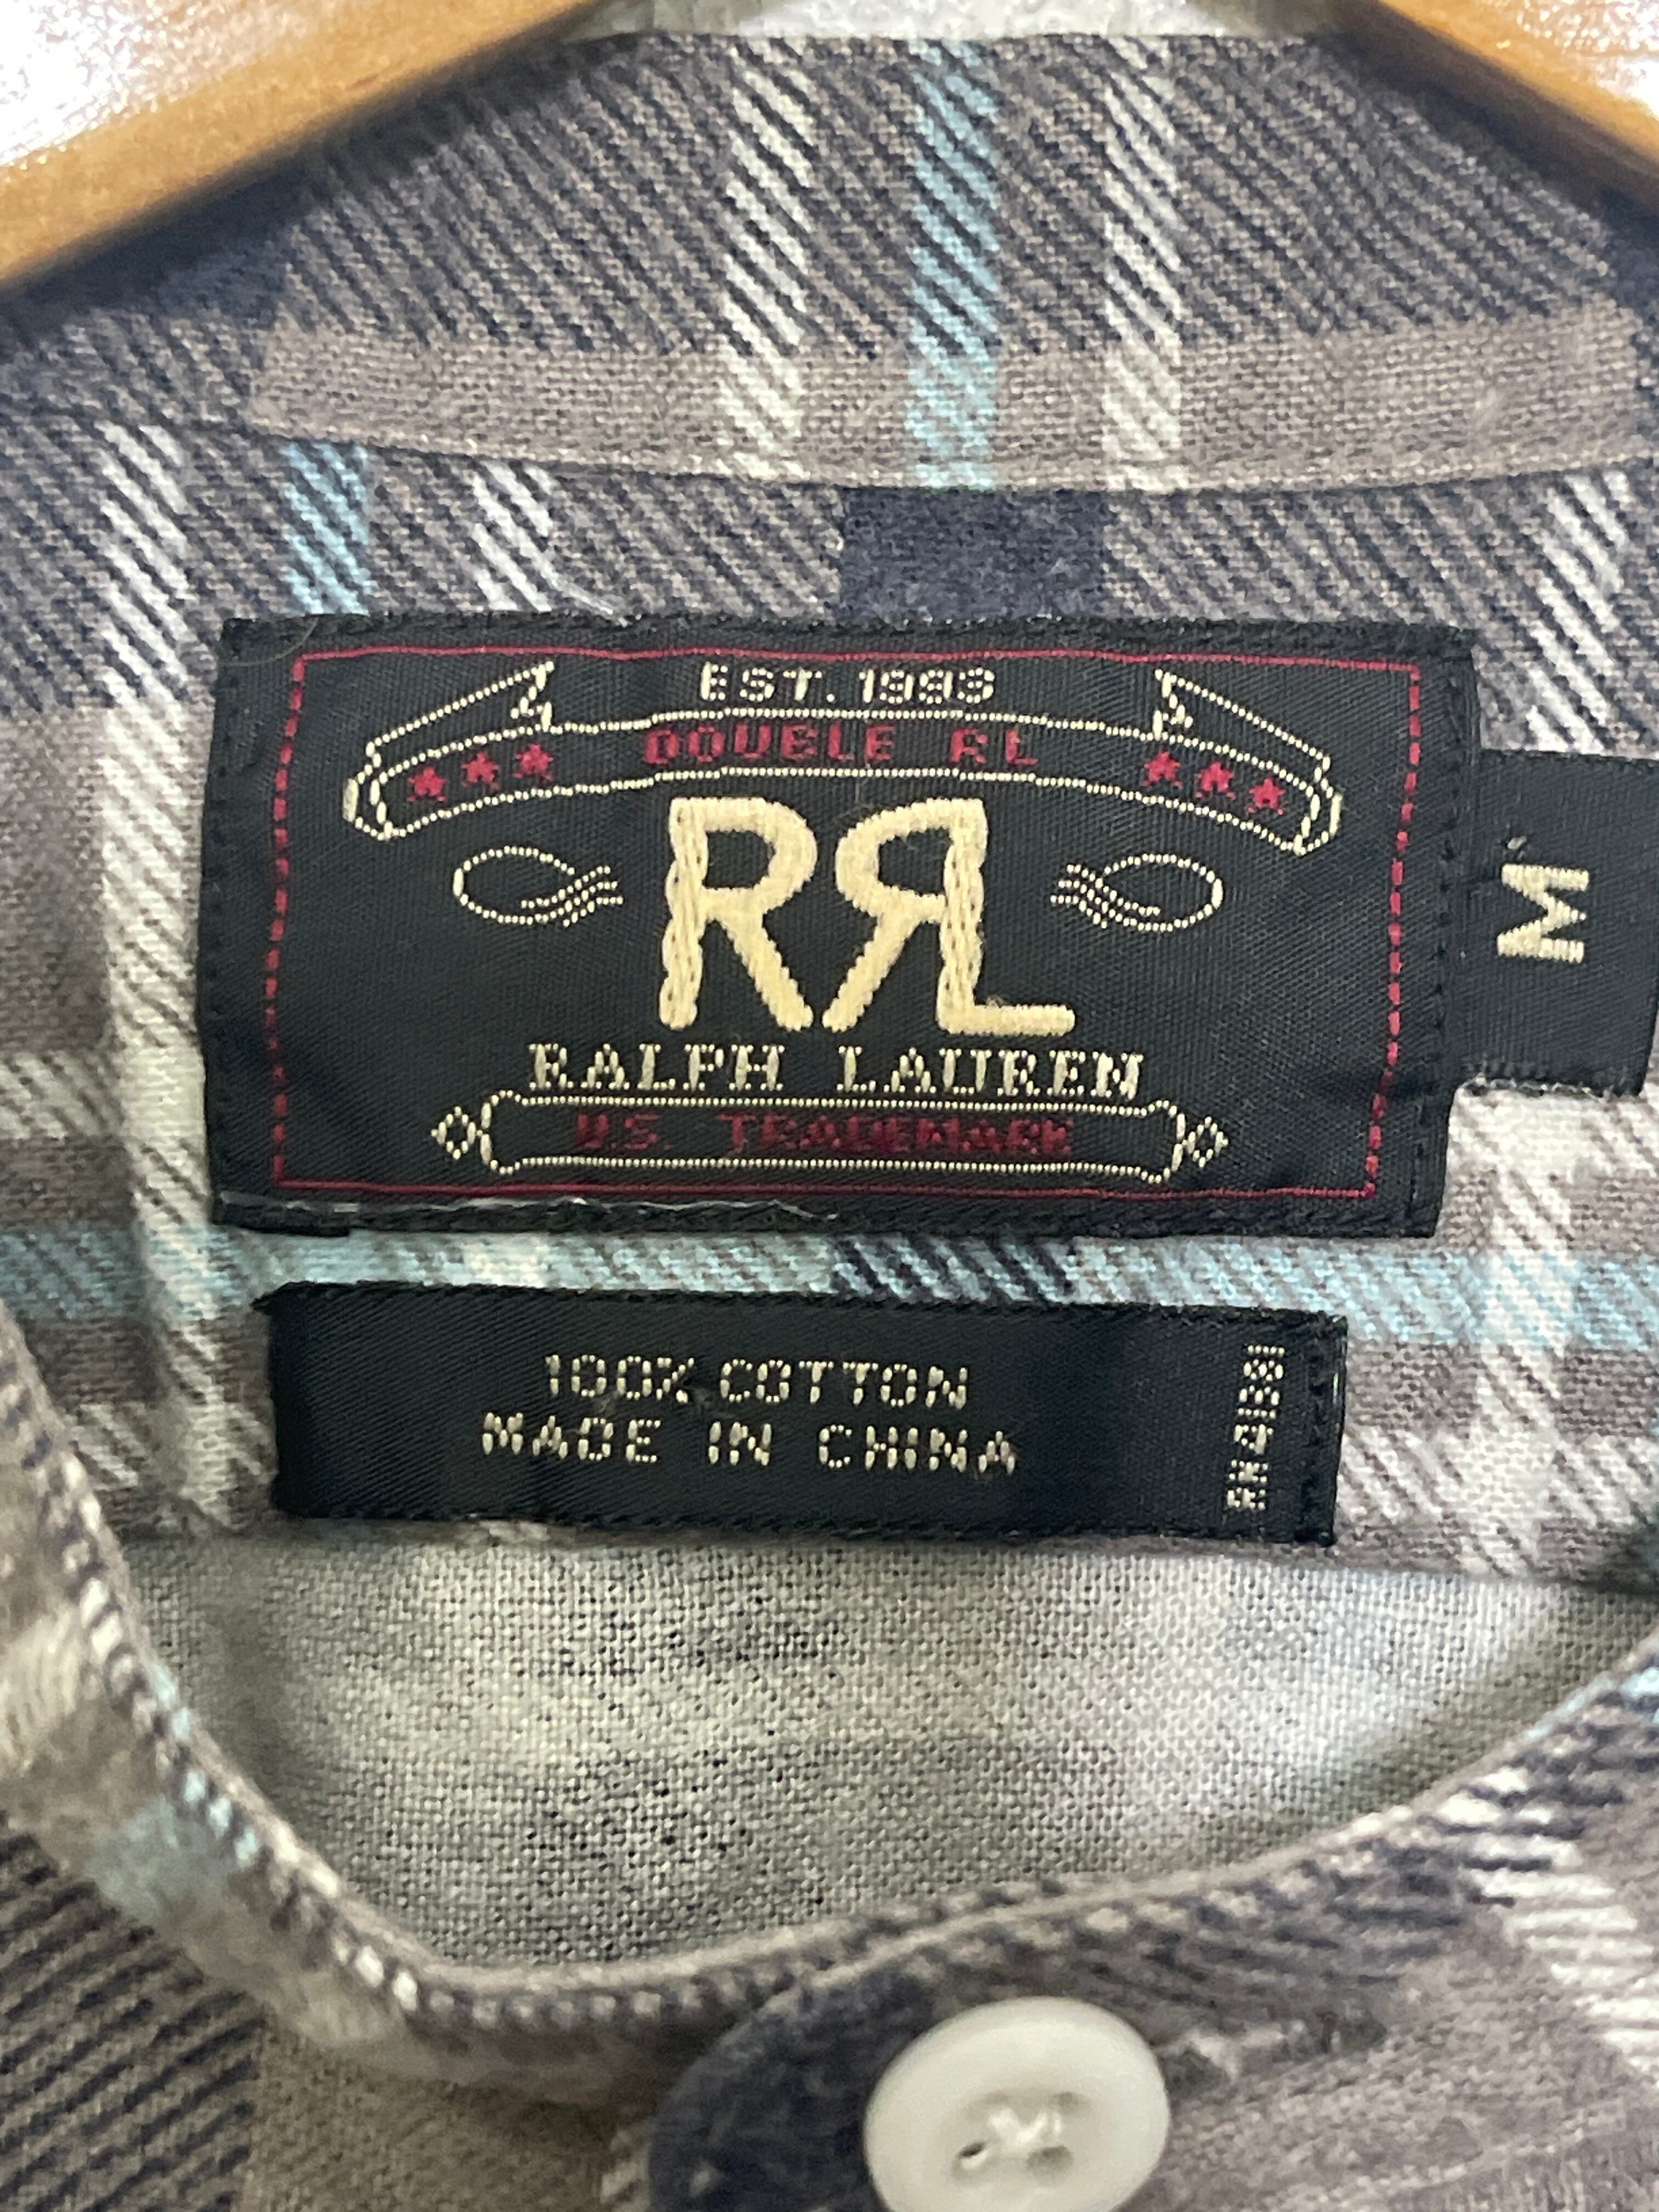 EST. 1993
DOUBLE RL
RRL
RALPH LAUREN
U.S. TRADEMARK
M
100% COTTON
MADE IN CHINA
RN41381